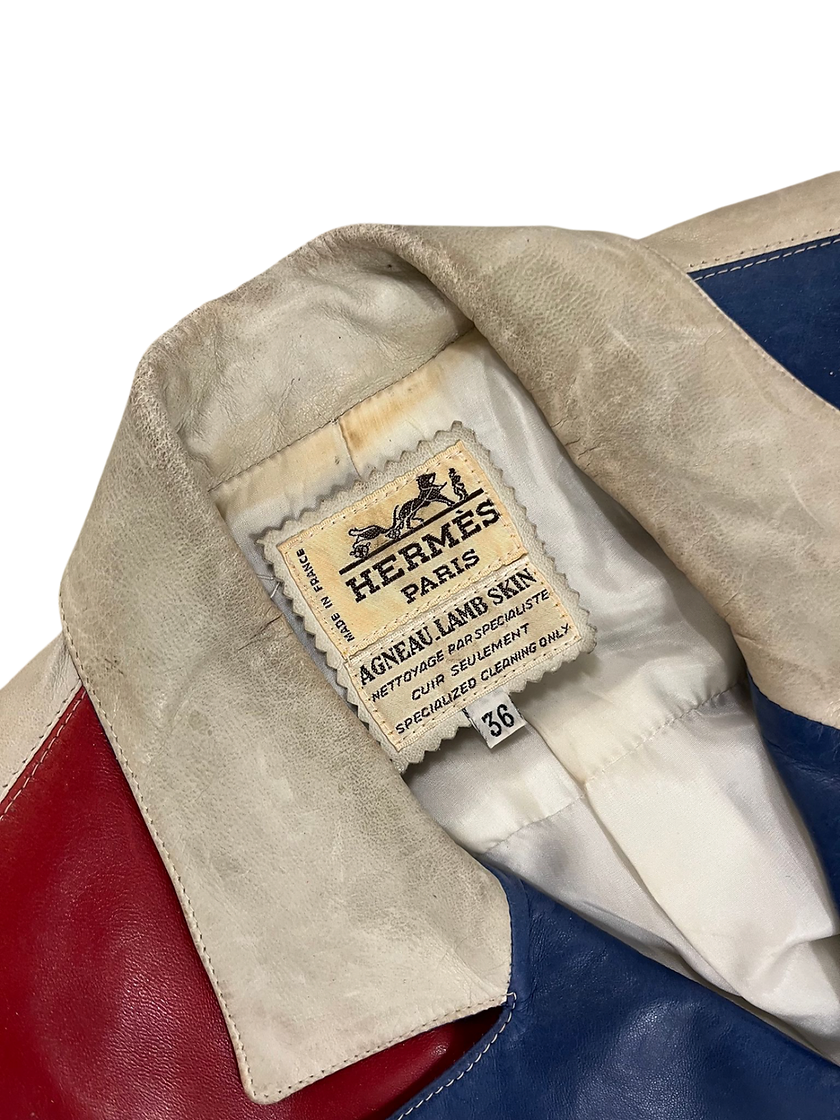 HERMÈS
PARIS
MADE IN FRANCE
AGNEAU.LAMB SKIN
NETTOYAGE PAR SPECIALISTE
CUIR SEULEMENT
SPECIALIZED CLEANING ONLY
36